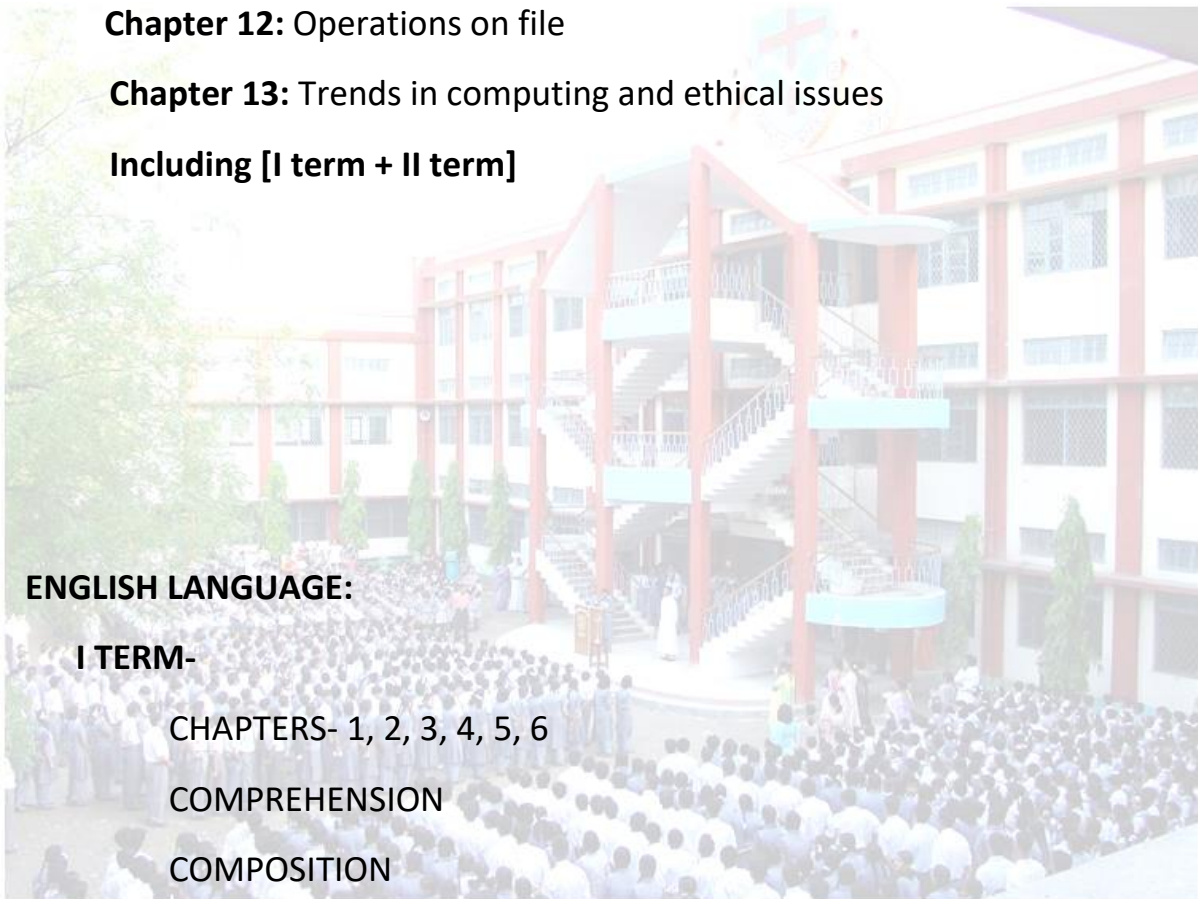 Chapter 12: Operations on file
Chapter 13: Trends in computing and ethical issues
Including [I term + II term]
ENGLISH LANGUAGE:
I TERM-
CHAPTERS- 1, 2, 3, 4, 5, 6
COMPREHENSION
COMPOSITION